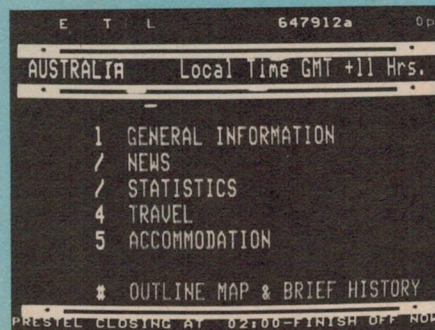 E T L 647912a 0p
AUSTRALIA Local Time GMT +11 Hrs.
1 GENERAL INFORMATION
/ NEWS
/ STATISTICS
4 TRAVEL
5 ACCOMMODATION
# OUTLINE MAP & BRIEF HISTORY
PRESTEL CLOSING AT 02:00-FINISH OFF NOW